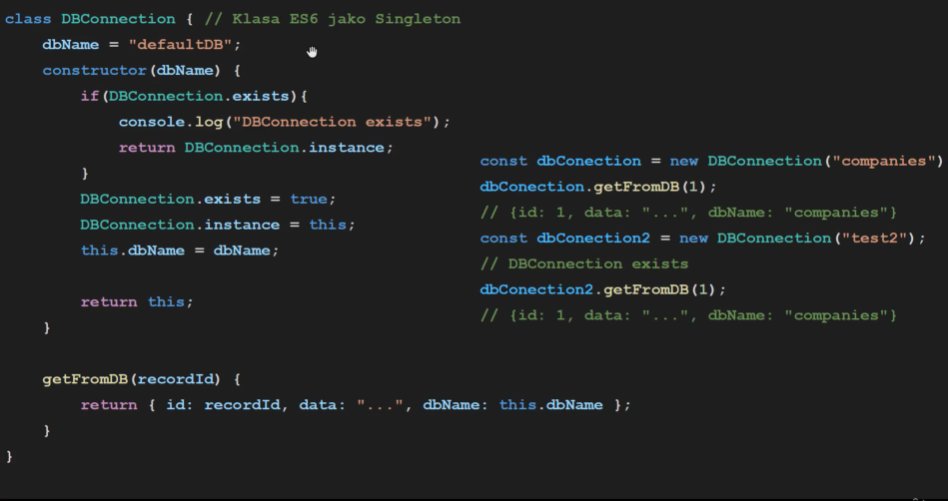 class DBConnection { // Klasa ES6 jako Singleton
    dbName = "defaultDB";
    constructor(dbName) {
        if(DBConnection.exists){
            console.log("DBConnection exists");
            return DBConnection.instance;
        }
        DBConnection.exists = true;
        DBConnection.instance = this;
        this.dbName = dbName;
        return this;
    }
    getFromDB(recordId) {
        return { id: recordId, data: "...", dbName: this.dbName };
    }
}
const dbConection = new DBConnection("companies")
dbConection.getFromDB(1);
// {id: 1, data: "...", dbName: "companies"}
const dbConection2 = new DBConnection("test2");
// DBConnection exists
dbConection2.getFromDB(1);
// {id: 1, data: "...", dbName: "companies"}